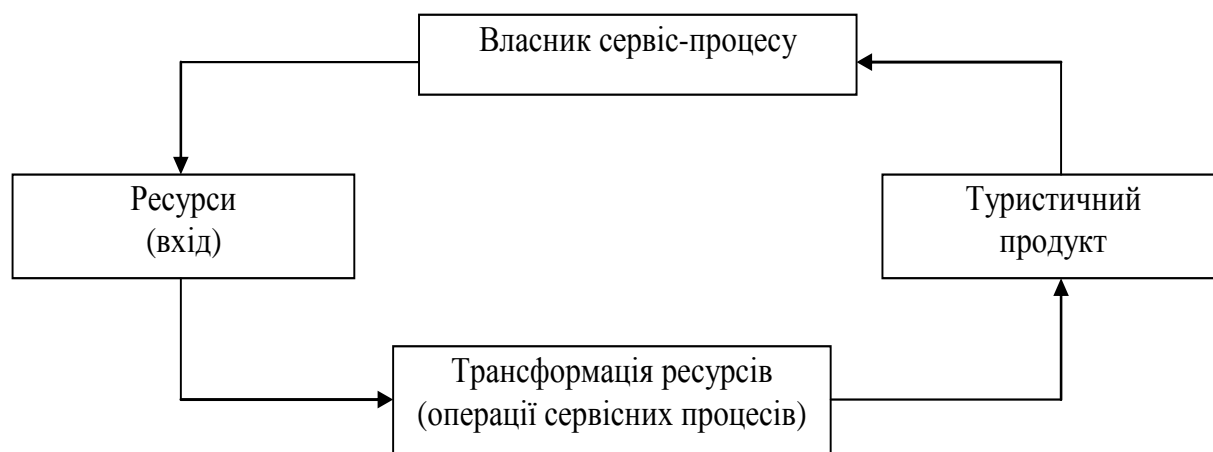 Власник сервіс-процесу
Ресурси
(вхід)
Туристичний
продукт
Трансформація ресурсів
(операції сервісних процесів)